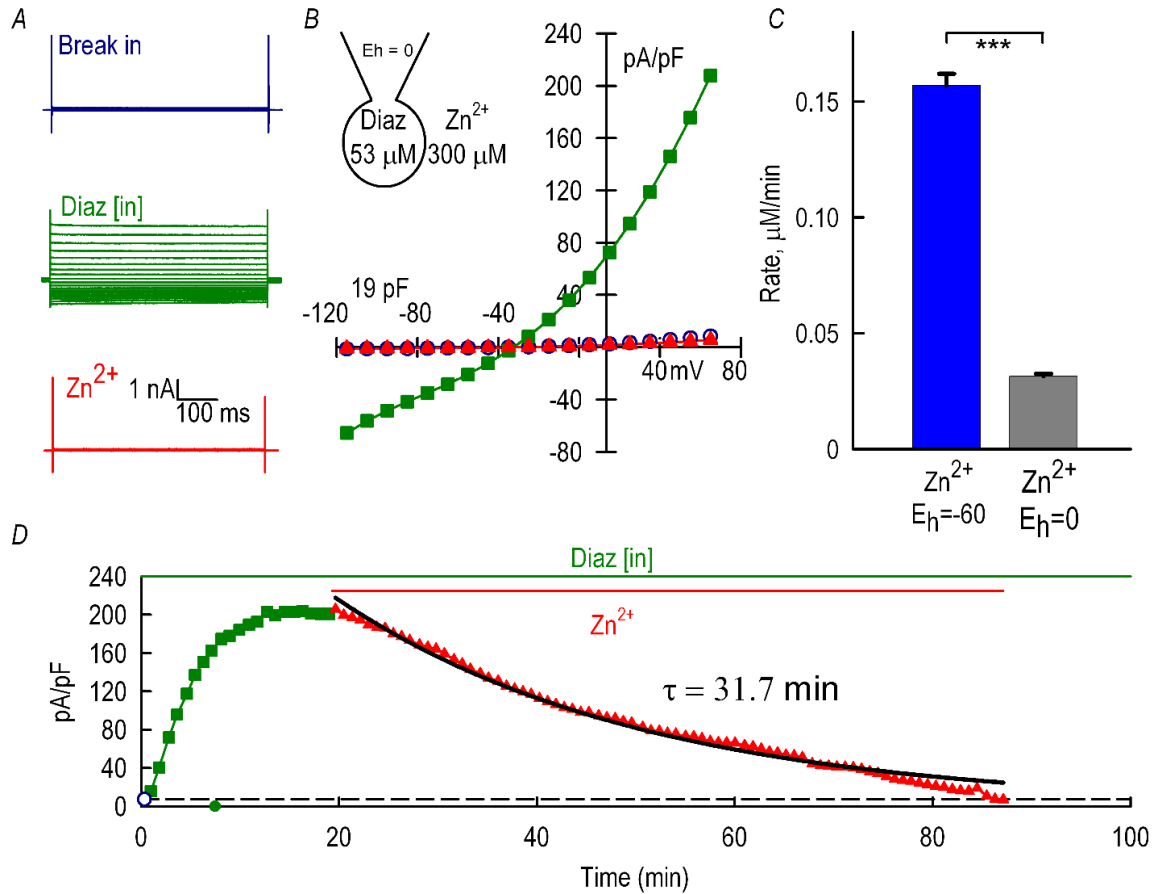 A
Break in
Diaz [in]
Zn2+
1 nA
100 ms
B
Eh = 0
Diaz
53 μM
Zn2+
300 μM
pA/pF
240
200
160
120
80
40
19 pF
-120
-80
-40
40
mV
80
-40
-80
C
***
Rate, μM/min
0.15
0.10
0.05
0
Zn2+
Eh=-60
Zn2+
Eh=0
D
Diaz [in]
Zn2+
τ = 31.7 min
pA/pF
240
200
160
120
80
40
0
0
20
40
60
80
100
Time (min)